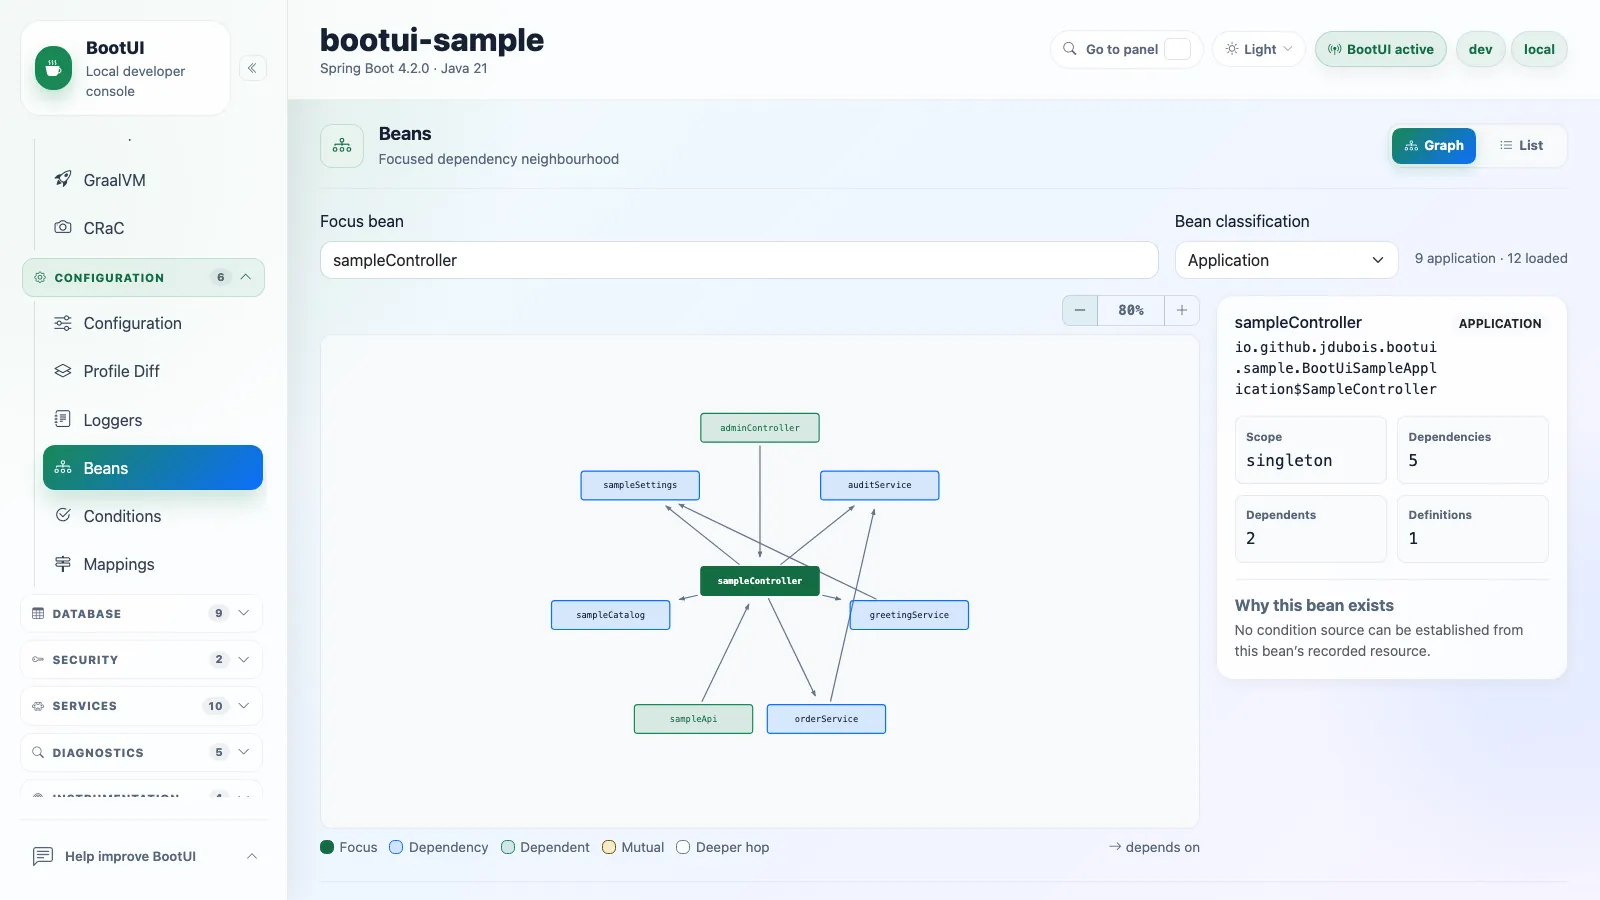 BootUI
Local developer
console
GraalVM
CRaC
CONFIGURATION 6
Configuration
Profile Diff
Loggers
Beans
Conditions
Mappings
DATABASE 9
SECURITY 2
SERVICES 10
DIAGNOSTICS 5
Help improve BootUI
bootui-sample
Spring Boot 4.2.0 · Java 21
Go to panel
Light
BootUI active
dev
local
Beans
Focused dependency neighbourhood
Graph
List
Focus bean
sampleController
Bean classification
Application
9 application · 12 loaded
80%
adminController
sampleSettings
auditService
sampleController
sampleCatalog
greetingService
sampleApi
orderService
Focus
Dependency
Dependent
Mutual
Deeper hop
→ depends on
sampleController
APPLICATION
io.github.jdubois.bootui
.sample.BootUiSampleAppl
ication$SampleController
Scope
singleton
Dependencies
5
Dependents
2
Definitions
1
Why this bean exists
No condition source can be established from
this bean's recorded resource.